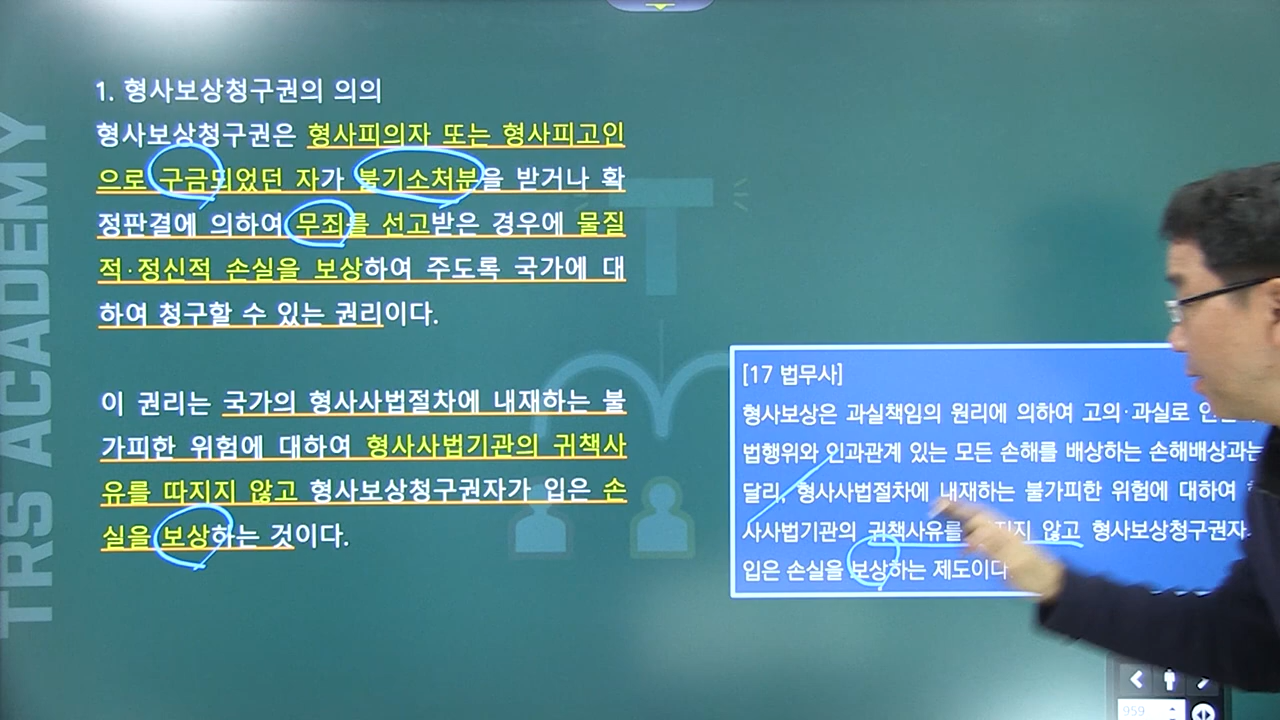 TRS ACADEMY
1. 형사보상청구권의 의의
형사보상청구권은 형사피의자 또는 형사피고인
으로 구금되었던 자가 불기소처분을 받거나 확
정판결에 의하여 무죄를 선고받은 경우에 물질
적·정신적 손실을 보상하여 주도록 국가에 대
하여 청구할 수 있는 권리이다.
이 권리는 국가의 형사사법절차에 내재하는 불
가피한 위험에 대하여 형사사법기관의 귀책사
유를 따지지 않고 형사보상청구권자가 입은 손
실을 보상하는 것이다.
[17 법무사]
형사보상은 과실책임의 원리에 의하여 고의·과실로
법행위와 인과관계 있는 모든 손해를 배상하는 손해배상과는
달리, 형사사법절차에 내재하는 불가피한 위험에 대하여
사사법기관의 귀책사유를 않고 형사보상청구권자
입은 손실을 보상하는 제도이다
959